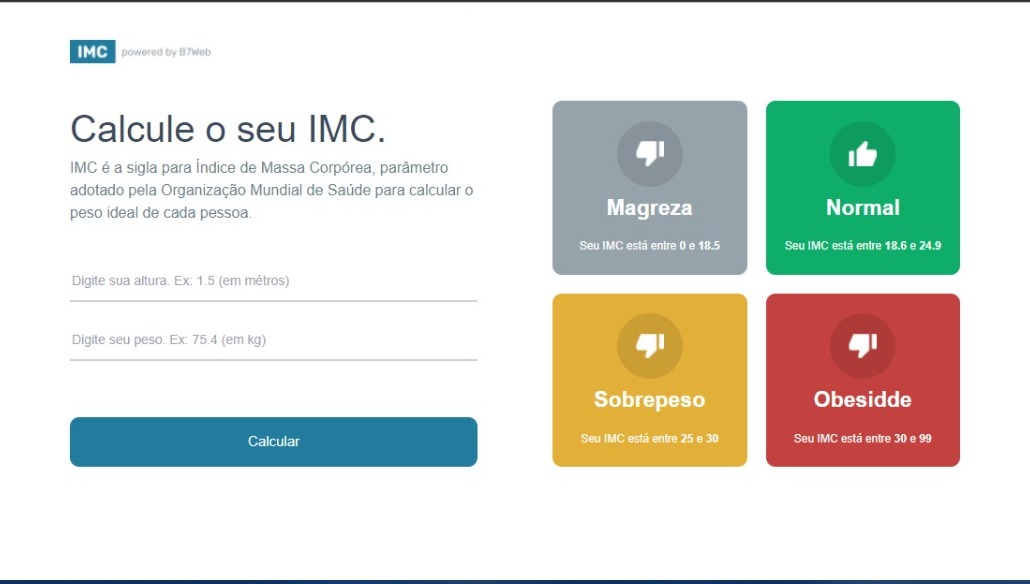 IMC powered by B7Web
Calcule o seu IMC.
IMC é a sigla para Índice de Massa Corpórea, parâmetro
adotado pela Organização Mundial de Saúde para calcular o
peso ideal de cada pessoa.
Digite sua altura. Ex: 1.5 (em métros)
Digite seu peso. Ex: 75.4 (em kg)
Calcular
Magreza
Seu IMC está entre 0 e 18.5
Normal
Seu IMC está entre 18.6 e 24.9
Sobrepeso
Seu IMC está entre 25 e 30
Obesidde
Seu IMC está entre 30 e 99